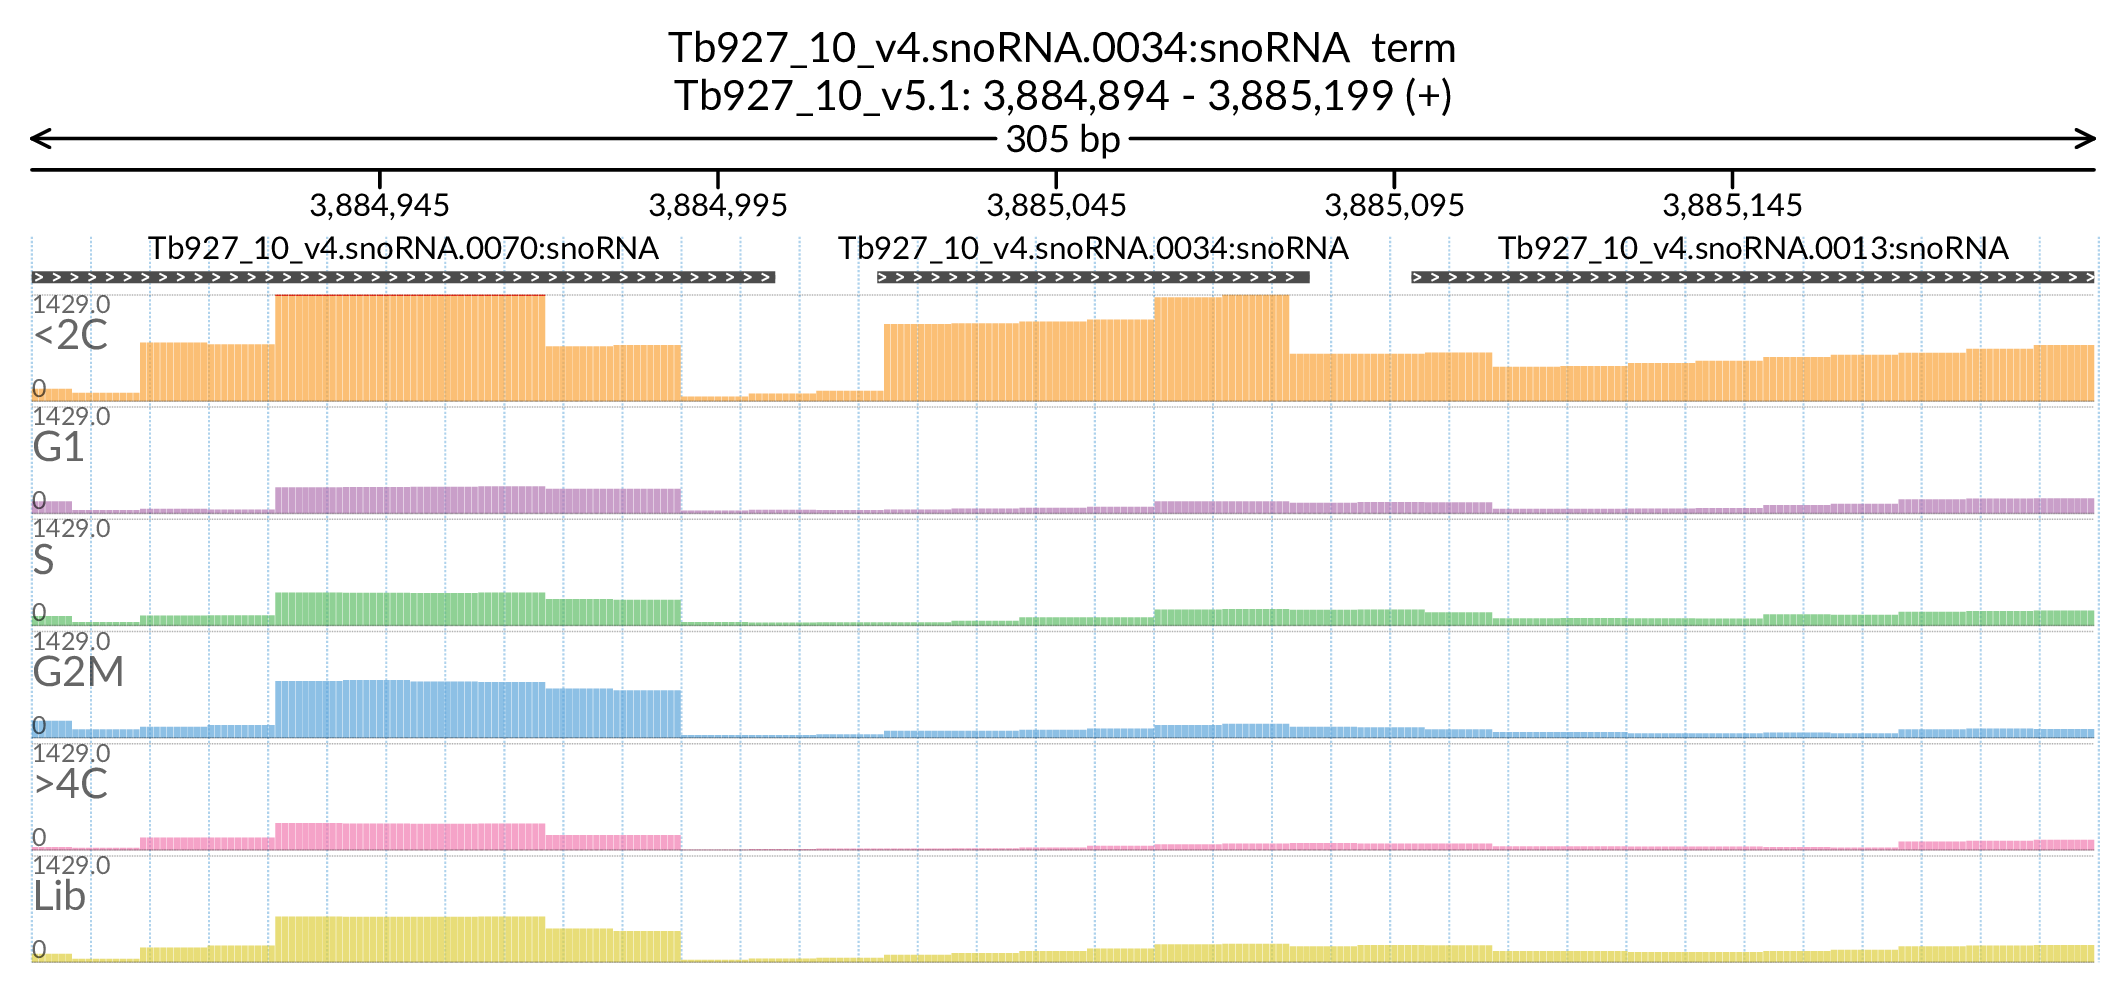 Tb927_10_v4.snoRNA.0034:snoRNA term
Tb927_10_v5.1: 3,884,894 - 3,885,199 (+)
305 bp
3,884,945 3,884,995 3,885,045 3,885,095 3,885,145
Tb927_10_v4.snoRNA.0070:snoRNA Tb927_10_v4.snoRNA.0034:snoRNA Tb927_10_v4.snoRNA.0013:snoRNA
1429.0
<2C
0
1429.0
G1
0
1429.0
S
0
1429.0
G2M
0
1429.0
>4C
0
1429.0
Lib
0